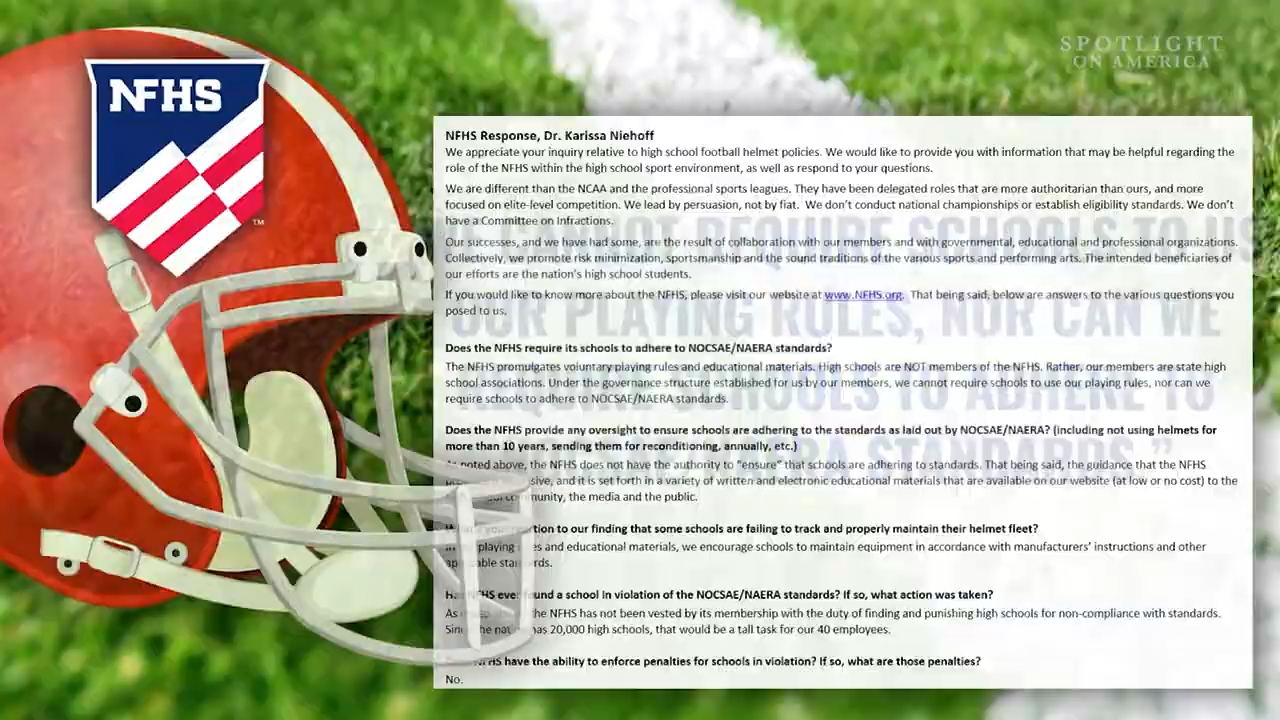 SPOTLIGHT
ON AMERICA
NFHS
TM
NFHS Response, Dr. Karissa Niehoff
We appreciate your inquiry relative to high school football helmet policies. We would like to provide you with information that may be helpful regarding the
role of the NFHS within the high school sport environment, as well as respond to your questions.
We are different than the NCAA and the professional sports leagues. They have been delegated roles that are more authoritarian than ours, and more
focused on elite-level competition. We lead by persuasion, not by fiat. We don't conduct national championships or establish eligibility standards. We don't
have a Committee on Infractions.
Our successes, and we have had some, are the result of collaboration with our members and with governmental, educational and professional organizations.
Collectively, we promote risk minimization, sportsmanship and the sound traditions of the various sports and performing arts. The intended beneficiaries of
our efforts are the nation's high school students.
If you would like to know more about the NFHS, please visit our website at www.NFHS.org. That being said, below are answers to the various questions you
posed to us.
Does the NFHS require its schools to adhere to NOCSAE/NAERA standards?
The NFHS promulgates voluntary playing rules and educational materials. High schools are NOT members of the NFHS. Rather, our members are state high
school associations. Under the governance structure established for us by our members, we cannot require schools to use our playing rules, nor can we
require schools to adhere to NOCSAE/NAERA standards.
Does the NFHS provide any oversight to ensure schools are adhering to the standards as laid out by NOCSAE/NAERA? (including not using helmets for
more than 10 years, sending them for reconditioning, annually, etc.)
noted above, the NFHS does not have the authority to "ensure" that schools are adhering to standards. That being said, the guidance that the NFHS
and it is set forth in a variety of written and electronic educational materials that are available on our website (at low or no cost) to the
the media and the public.
to our finding that some schools are failing to track and properly maintain their helmet fleet?
playing and educational materials, we encourage schools to maintain equipment in accordance with manufacturers' instructions and other
NFHS ever found a school in violation of the NOCSAE/NAERA standards? If so, what action was taken?
As the NFHS has not been vested by its membership with the duty of finding and punishing high schools for non-compliance with standards.
has 20,000 high schools, that would be a tall task for our 40 employees.
have the ability to enforce penalties for schools in violation? If so, what are those penalties?
No.
CANNOT REQUIRE SCHOOLS TO
OUR PLAYING RULES, NOR CAN WE
REQUIRE SCHOOLS TO ADHERE TO
STANDARDS."